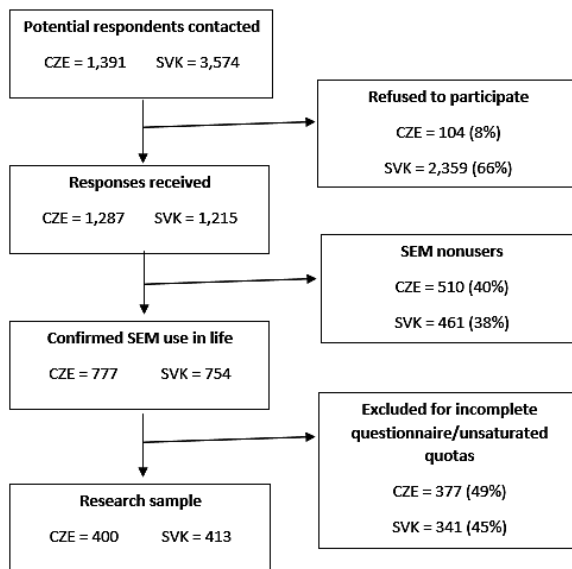 Potential respondents contacted
CZE = 1,391 SVK = 3,574
Refused to participate
CZE = 104 (8%)
SVK = 2,359 (66%)
Responses received
CZE = 1,287 SVK = 1,215
SEM nonusers
CZE = 510 (40%)
SVK = 461 (38%)
Confirmed SEM use in life
CZE = 777 SVK = 754
Excluded for incomplete
questionnaire/unsaturated
quotas
CZE = 377 (49%)
SVK = 341 (45%)
Research sample
CZE = 400 SVK = 413